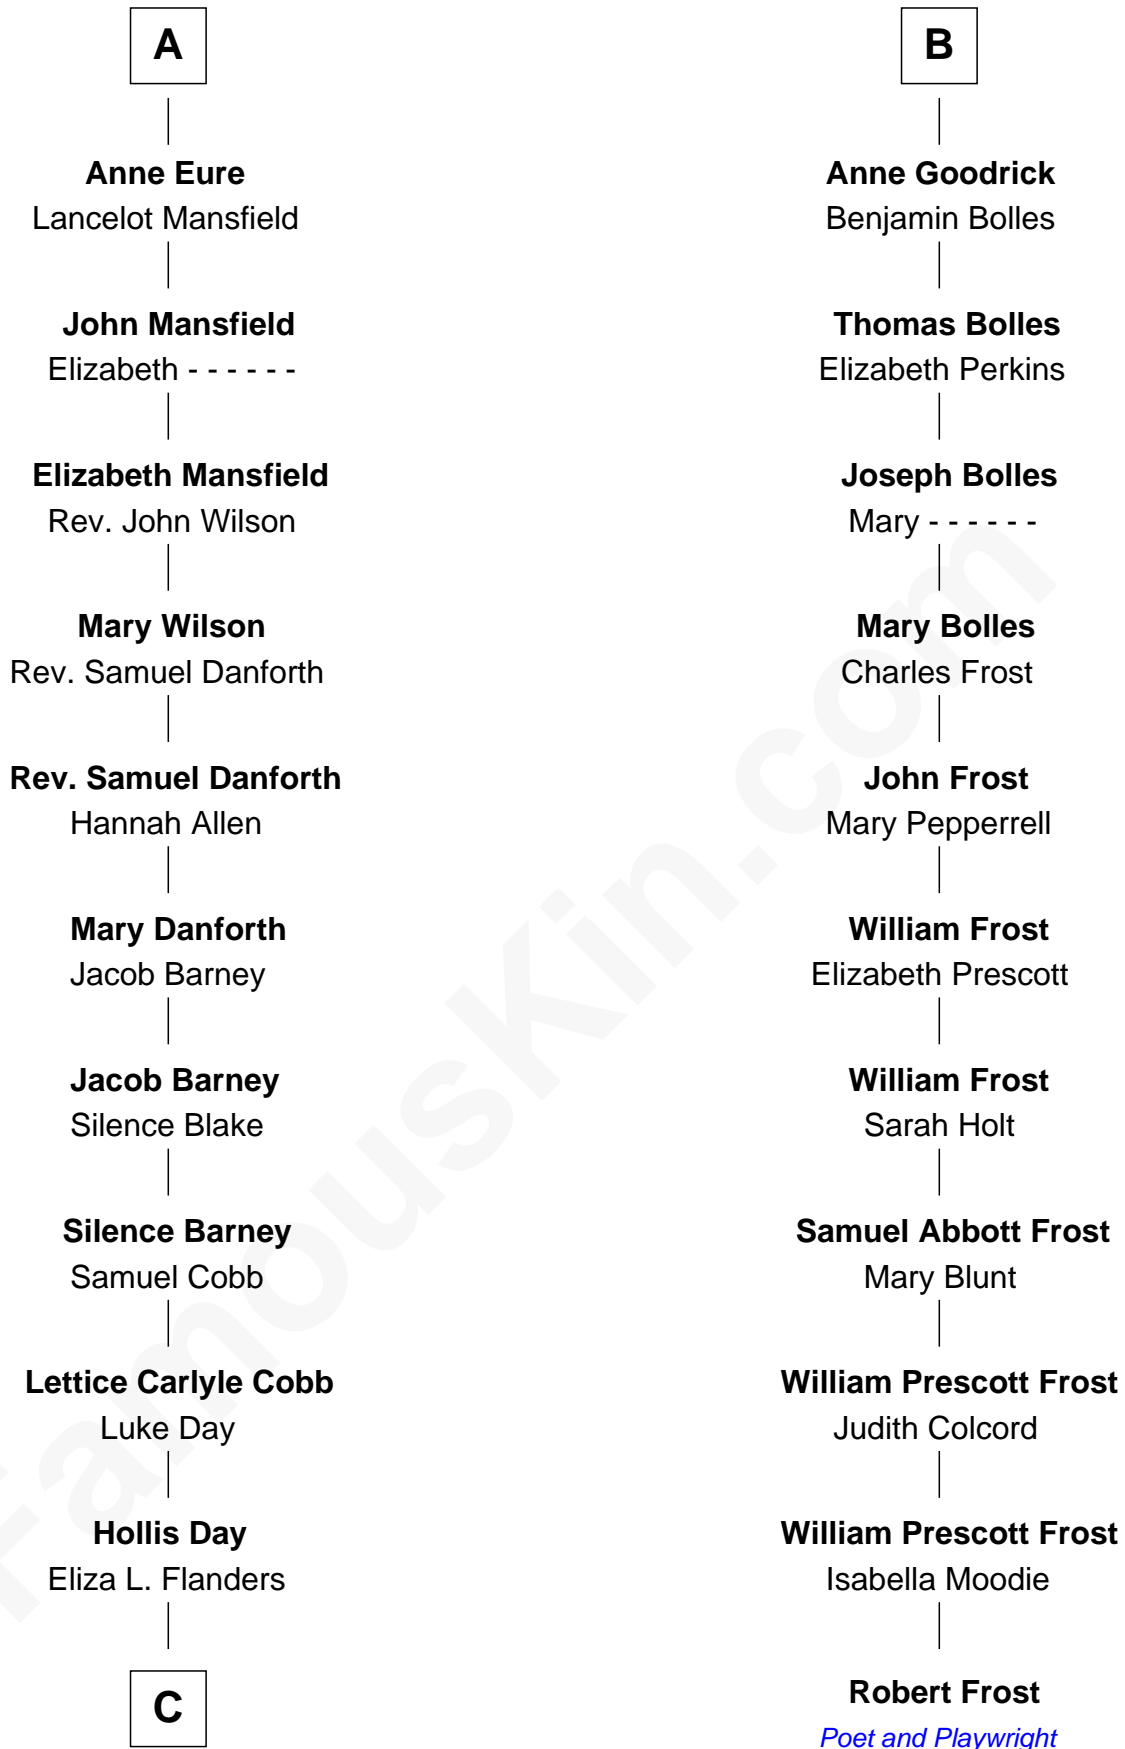 A
Anne Eure
Lancelot Mansfield
John Mansfield
Elizabeth - - - - - -
Elizabeth Mansfield
Rev. John Wilson
Mary Wilson
Rev. Samuel Danforth
Rev. Samuel Danforth
Hannah Allen
Mary Danforth
Jacob Barney
Jacob Barney
Silence Blake
Silence Barney
Samuel Cobb
Lettice Carlyle Cobb
Luke Day
Hollis Day
Eliza L. Flanders
C
B
Anne Goodrick
Benjamin Bolles
Thomas Bolles
Elizabeth Perkins
Joseph Bolles
Mary - - - - - -
Mary Bolles
Charles Frost
John Frost
Mary Pepperrell
William Frost
Elizabeth Prescott
William Frost
Sarah Holt
Samuel Abbott Frost
Mary Blunt
William Prescott Frost
Judith Colcord
William Prescott Frost
Isabella Moodie
Robert Frost
Poet and Playwright
FamousKin.com